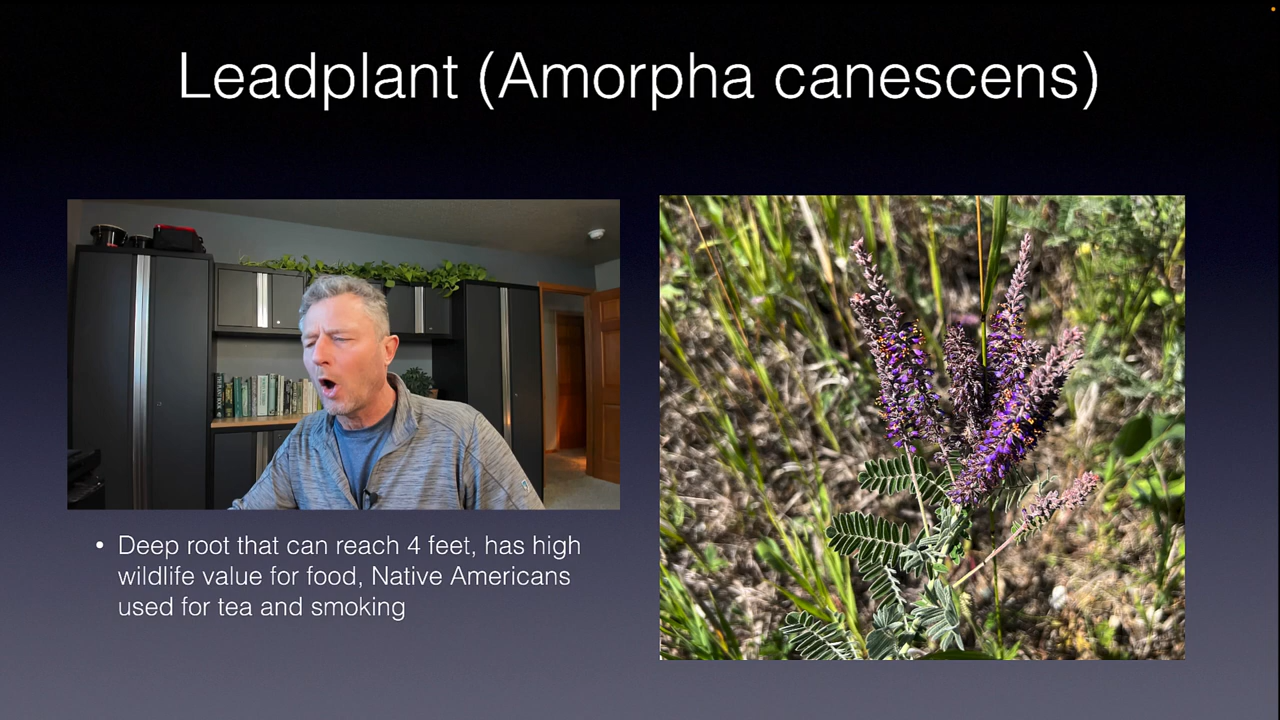 Leadplant (Amorpha canescens)
• Deep root that can reach 4 feet, has high
wildlife value for food, Native Americans
used for tea and smoking